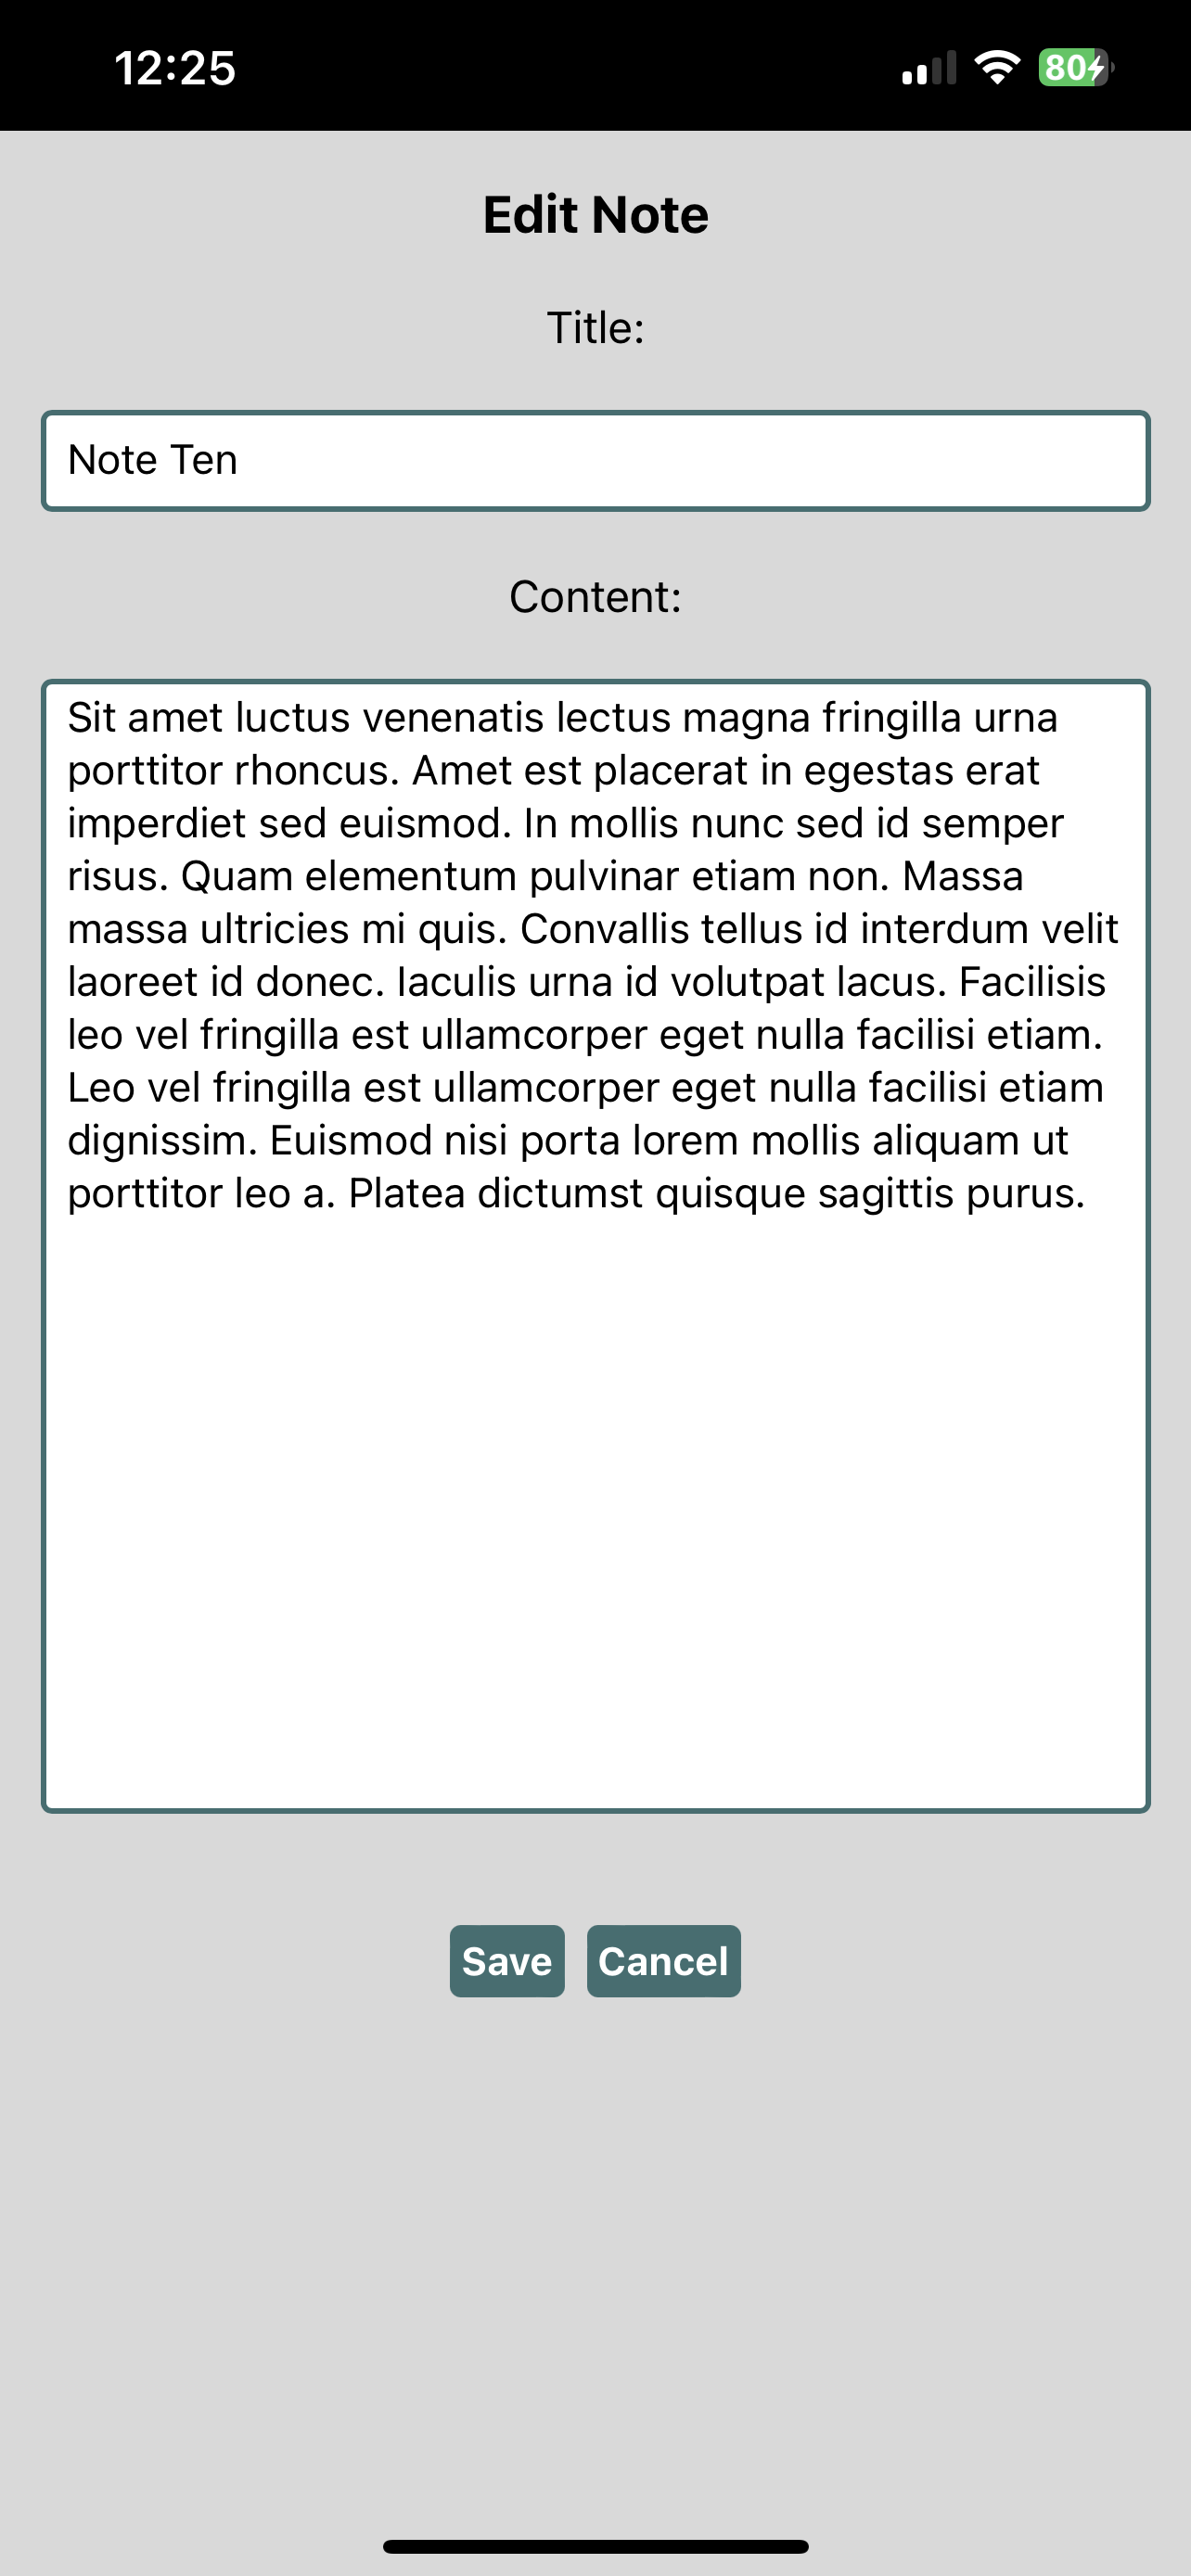 12:25
80
Edit Note
Title:
Note Ten
Content:
Sit amet luctus venenatis lectus magna fringilla urna
porttitor rhoncus. Amet est placerat in egestas erat
imperdiet sed euismod. In mollis nunc sed id semper
risus. Quam elementum pulvinar etiam non. Massa
massa ultricies mi quis. Convallis tellus id interdum velit
laoreet id donec. Iaculis urna id volutpat lacus. Facilisis
leo vel fringilla est ullamcorper eget nulla facilisi etiam.
Leo vel fringilla est ullamcorper eget nulla facilisi etiam
dignissim. Euismod nisi porta lorem mollis aliquam ut
porttitor leo a. Platea dictumst quisque sagittis purus.
Save Cancel